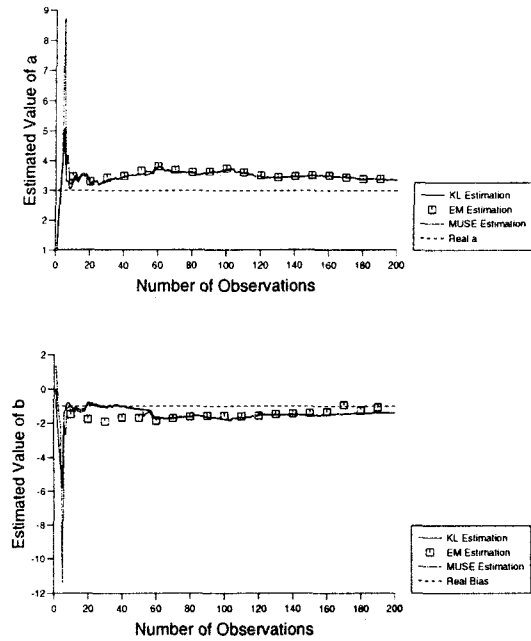 9
8
7
6
5
4
3
2
1
Estimated Value of a
0 20 40 60 80 100 120 140 160 180 200
Number of Observations
KL Estimation
EM Estimation
MUSE Estimation
Real a
2
0
-2
-4
-6
-8
-10
-12
Estimated Value of b
0 20 40 60 80 100 120 140 160 180 200
Number of Observations
KL Estimation
EM Estimation
MUSE Estimation
Real Bias